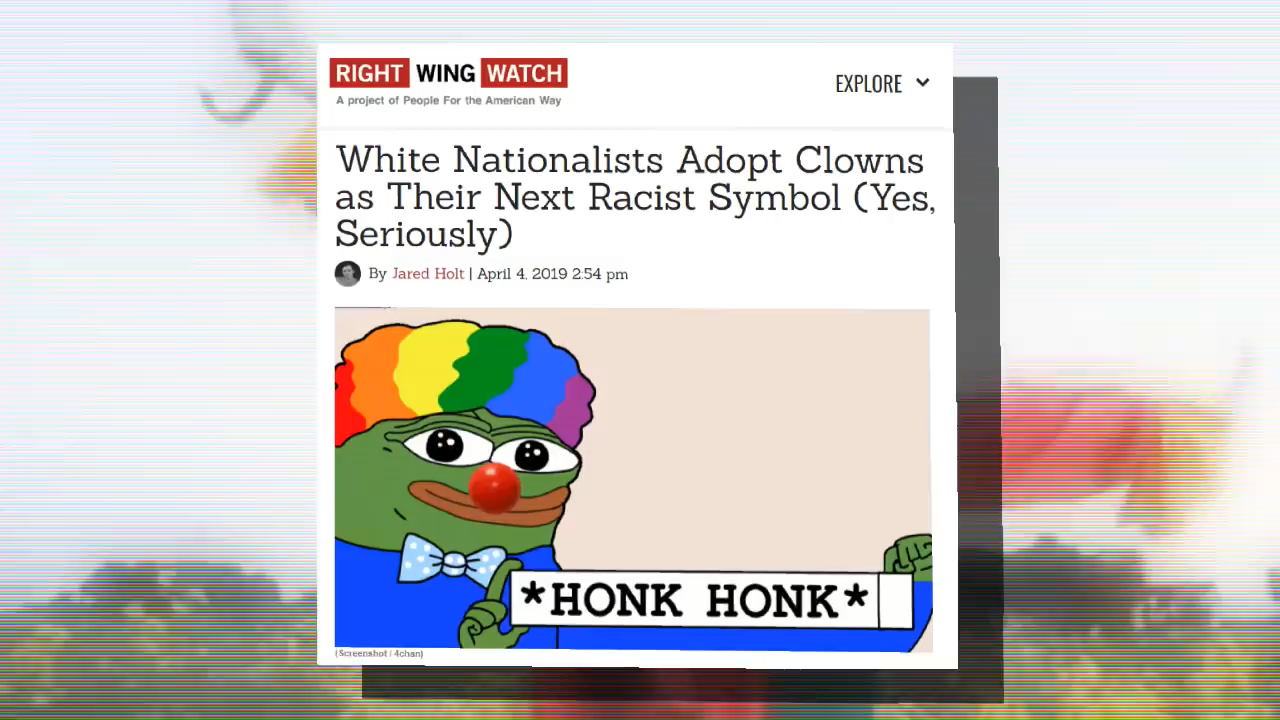 RIGHT WING WATCH
A project of People For the American Way
EXPLORE
White Nationalists Adopt Clowns
as Their Next Racist Symbol (Yes,
Seriously)
By Jared Holt | April 4, 2019 2:54 pm
*HONK HONK*
(Screenshot / 4chan)